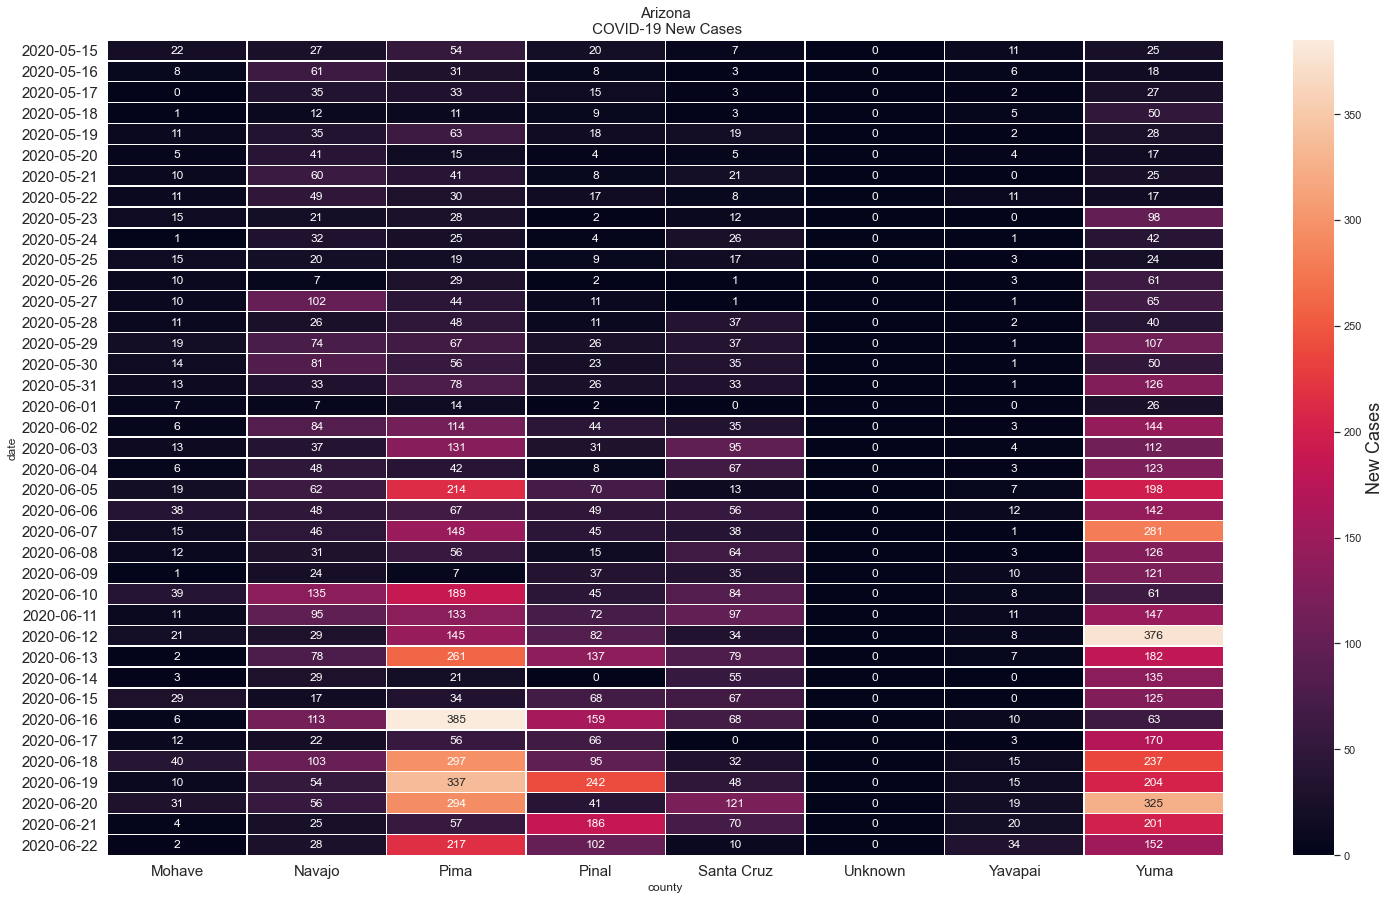 Arizona
COVID-19 New Cases
2020-05-15 22 27 54 20 7 0 11 25
2020-05-16 8 61 31 8 3 0 6 18
2020-05-17 0 35 33 15 3 0 2 27
2020-05-18 1 12 11 9 3 0 5 50
2020-05-19 11 35 63 18 19 0 2 28
2020-05-20 5 41 15 4 5 0 4 17
2020-05-21 10 60 41 8 21 0 0 25
2020-05-22 11 49 30 17 8 0 11 17
2020-05-23 15 21 28 2 12 0 0 98
2020-05-24 1 32 25 4 26 0 1 42
2020-05-25 15 20 19 9 17 0 3 24
2020-05-26 10 7 29 2 1 0 3 61
2020-05-27 10 102 44 11 1 0 1 65
2020-05-28 11 26 48 11 37 0 2 40
2020-05-29 19 74 67 26 37 0 1 107
2020-05-30 14 81 56 23 35 0 1 50
2020-05-31 13 33 78 26 33 0 1 126
2020-06-01 7 7 14 2 0 0 0 26
2020-06-02 6 84 114 44 35 0 3 144
2020-06-03 13 37 131 31 95 0 4 112
2020-06-04 6 48 42 8 67 0 3 123
2020-06-05 19 62 214 70 13 0 7 198
2020-06-06 38 48 67 49 56 0 12 142
2020-06-07 15 46 148 45 38 0 1 281
2020-06-08 12 31 56 15 64 0 3 126
2020-06-09 1 24 7 37 35 0 10 121
2020-06-10 39 135 189 45 84 0 8 61
2020-06-11 11 95 133 72 97 0 11 147
2020-06-12 21 29 145 82 34 0 8 376
2020-06-13 2 78 261 137 79 0 7 182
2020-06-14 3 29 21 0 55 0 0 135
2020-06-15 29 17 34 68 67 0 0 125
2020-06-16 6 113 385 159 68 0 10 63
2020-06-17 12 22 56 66 0 0 3 170
2020-06-18 40 103 297 95 32 0 15 237
2020-06-19 10 54 337 242 48 0 15 204
2020-06-20 31 56 294 41 121 0 19 325
2020-06-21 4 25 57 186 70 0 20 201
2020-06-22 2 28 217 102 10 0 34 152
Mohave Navajo Pima Pinal Santa Cruz Unknown Yavapai Yuma
county
date
350
300
250
200
150
100
50
0
New Cases